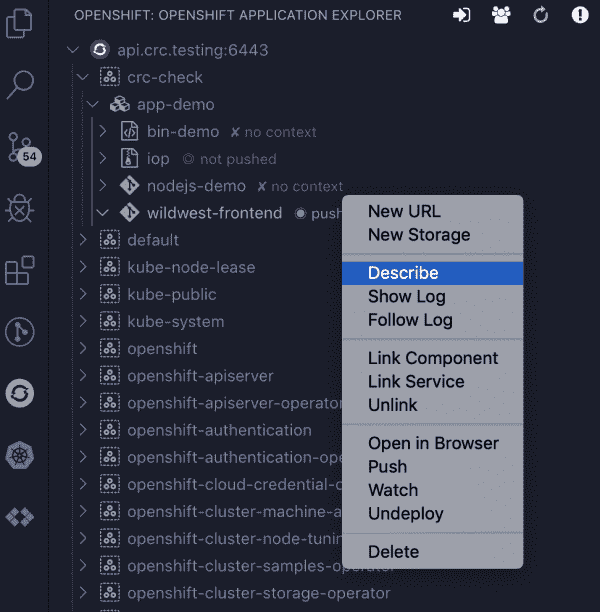 OPENSHIFT: OPENSHIFT APPLICATION EXPLORER
api.crc.testing:6443
crc-check
app-demo
bin-demo ✘ no context
iop not pushed
54
nodejs-demo ✘ no context
wildwest-frontend push
default
kube-node-lease
kube-public
kube-system
openshift
openshift-apiserver
openshift-apiserver-operator
openshift-authentication
openshift-authentication-ope
openshift-cloud-credential-o
openshift-cluster-machine-a
openshift-cluster-node-tunin
openshift-cluster-samples-operator
openshift-cluster-storage-operator
New URL
New Storage
Describe
Show Log
Follow Log
Link Component
Link Service
Unlink
Open in Browser
Push
Watch
Undeploy
Delete